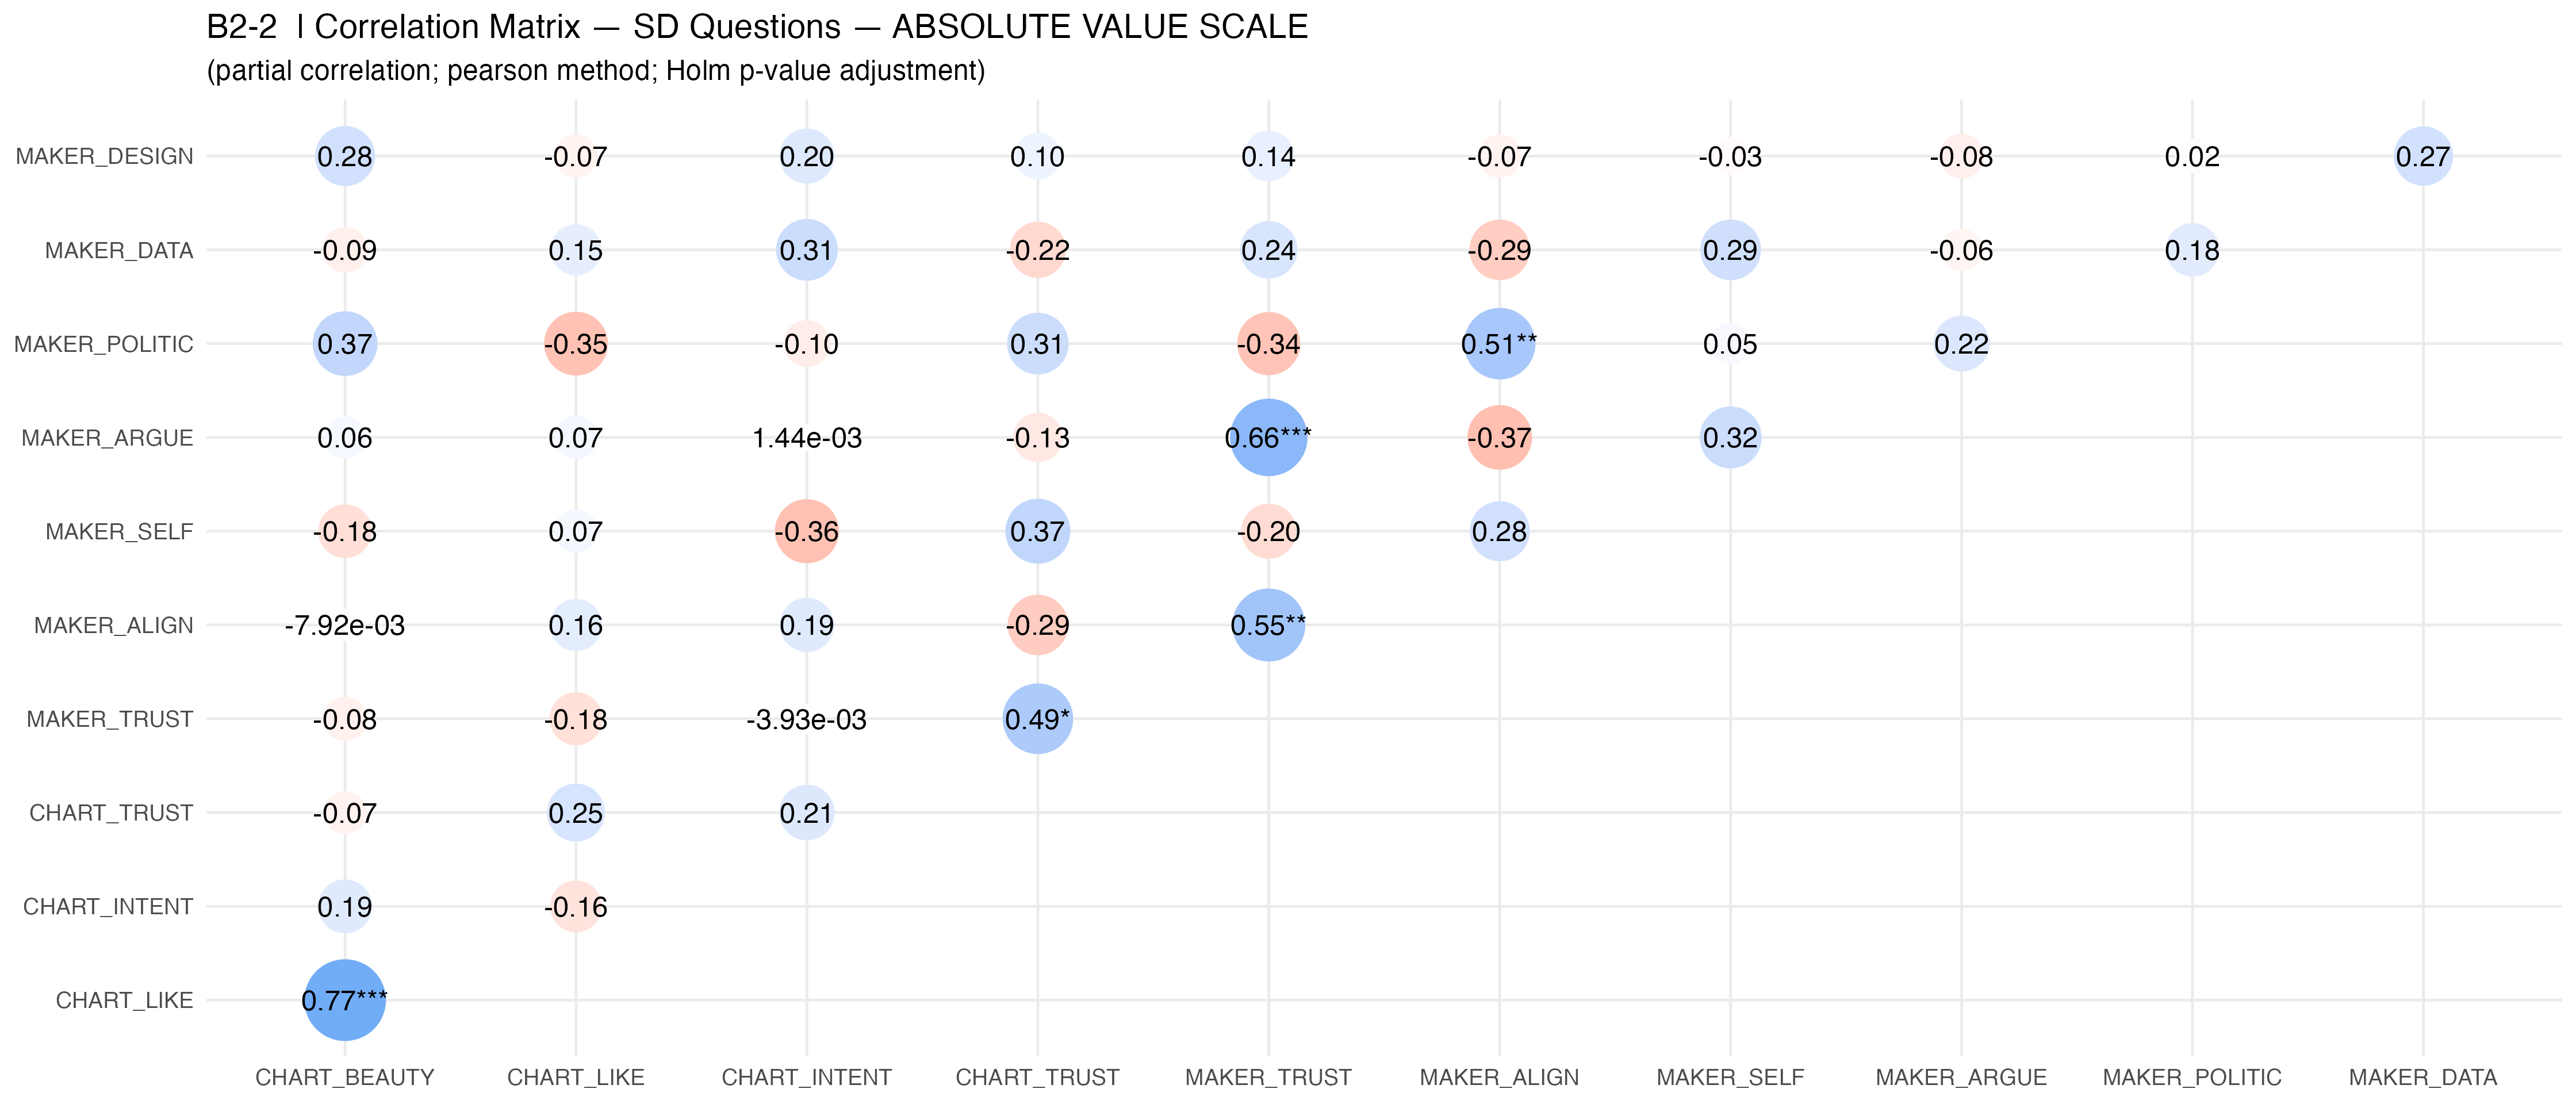 B2-2 | Correlation Matrix — SD Questions — ABSOLUTE VALUE SCALE
(partial correlation; pearson method; Holm p-value adjustment)
MAKER_DESIGN 0.28 -0.07 0.20 0.10 0.14 -0.07 -0.03 -0.08 0.02 0.27
MAKER_DATA -0.09 0.15 0.31 -0.22 0.24 -0.29 0.29 -0.06 0.18
MAKER_POLITIC 0.37 -0.35 -0.10 0.31 -0.34 0.51** 0.05 0.22
MAKER_ARGUE 0.06 0.07 1.44e-03 -0.13 0.66*** -0.37 0.32
MAKER_SELF -0.18 0.07 -0.36 0.37 -0.20 0.28
MAKER_ALIGN -7.92e-03 0.16 0.19 -0.29 0.55**
MAKER_TRUST -0.08 -0.18 -3.93e-03 0.49*
CHART_TRUST -0.07 0.25 0.21
CHART_INTENT 0.19 -0.16
CHART_LIKE 0.77***
CHART_BEAUTY CHART_LIKE CHART_INTENT CHART_TRUST MAKER_TRUST MAKER_ALIGN MAKER_SELF MAKER_ARGUE MAKER_POLITIC MAKER_DATA